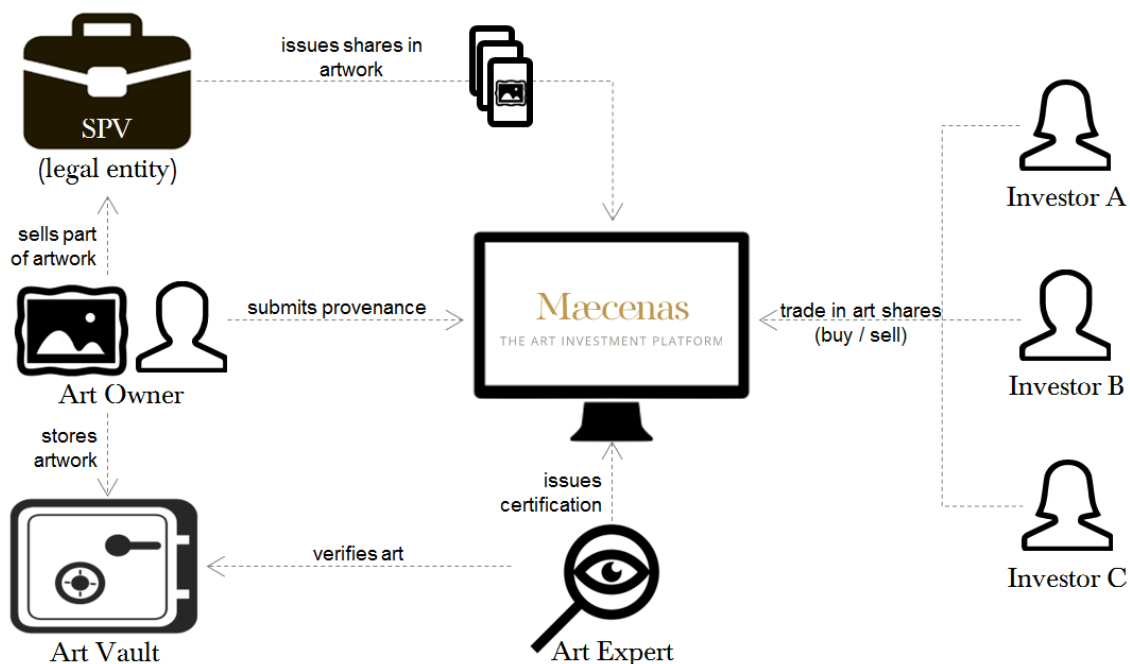 issues shares in
artwork
SPV
(legal entity)
Investor A
sells part
of artwork
submits provenance
Mæcenas
THE ART INVESTMENT PLATFORM
trade in art shares
(buy / sell)
Art Owner
Investor B
stores
artwork
issues
certification
verifies art
Investor C
Art Vault
Art Expert